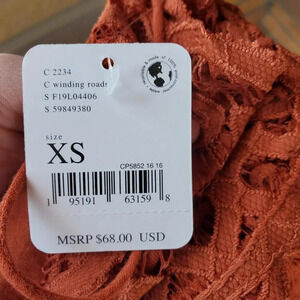 C 2234
C winding roads
S F19L04406
S 59849380
size
XS
CP5852 16 16
1 95191 63159 8
MSRP $68.00 USD